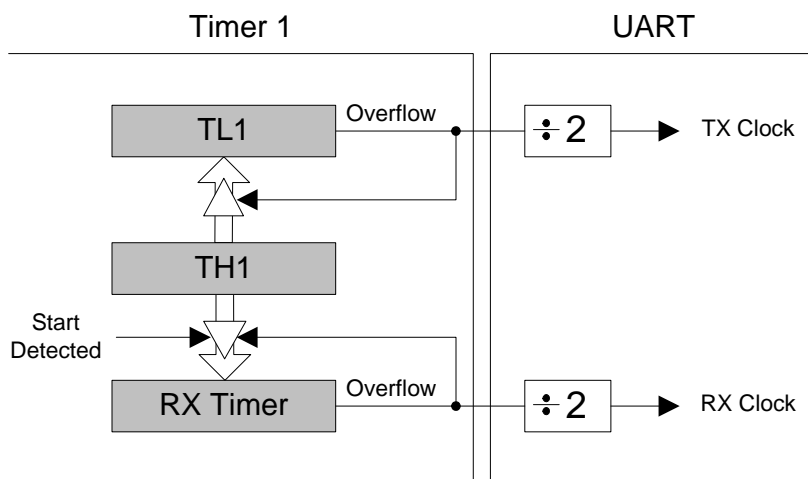 Timer 1
UART
TL1
Overflow
÷2
TX Clock
TH1
Start
Detected
RX Timer
Overflow
÷2
RX Clock